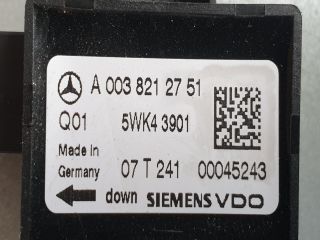 A 003 821 27 51
Q01 5WK4 3901
Made in
Germany 07 T 241 00045243
down SIEMENS VDO